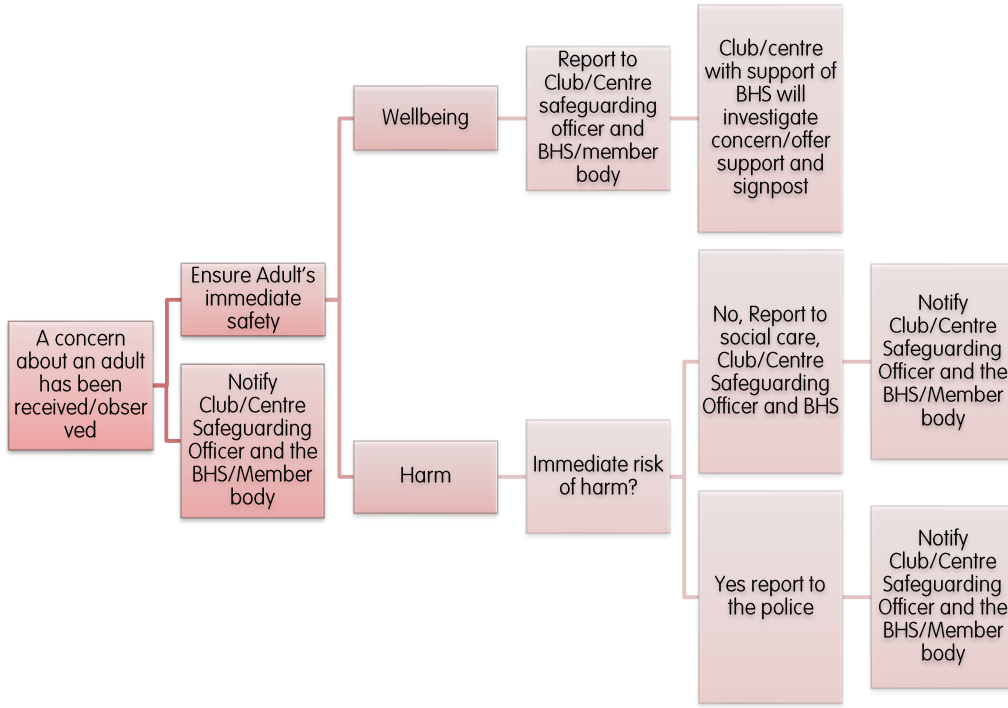 A concern
about an adult
has been
received/obser
ved
Ensure Adult's
immediate
safety
Notify
Club/Centre
Safeguarding
Officer and the
BHS/Member
body
Wellbeing
Report to
Club/Centre
safeguarding
officer and
BHS/member
body
Club/centre
with support of
BHS will
investigate
concern/offer
support and
signpost
Harm
Immediate risk
of harm?
No, Report to
social care,
Club/Centre
Safeguarding
Officer and BHS
Notify
Club/Centre
Safeguarding
Officer and the
BHS/Member
body
Yes report to
the police
Notify
Club/Centre
Safeguarding
Officer and the
BHS/Member
body